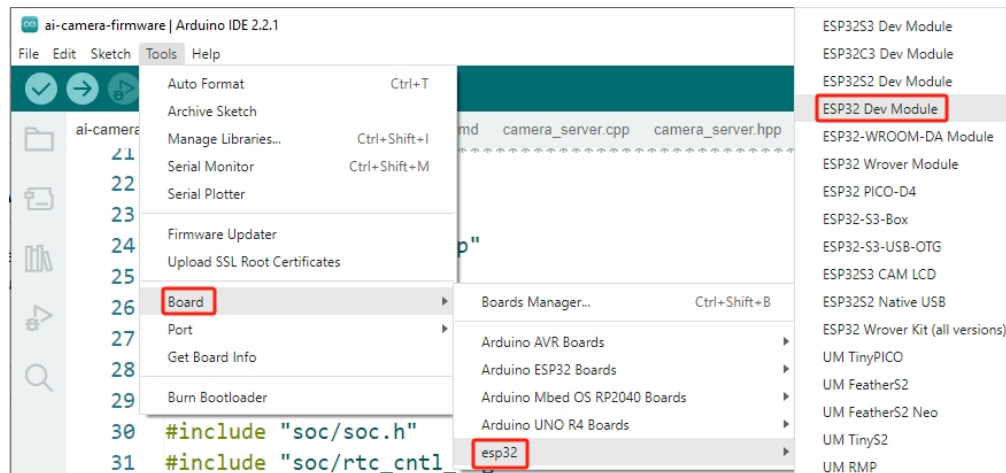 ai-camera-firmware | Arduino IDE 2.2.1
File Edit Sketch Tools Help
ai-camera
md camera_server.cpp camera_server.hpp
21
22
23
24 p"
25
26
27
28
29
30 #include "soc/soc.h"
31 #include "soc/rtc_cntl_
Auto Format Ctrl+T
Archive Sketch
Manage Libraries... Ctrl+Shift+I
Serial Monitor Ctrl+Shift+M
Serial Plotter
Firmware Updater
Upload SSL Root Certificates
Board
Port
Get Board Info
Burn Bootloader
Boards Manager... Ctrl+Shift+B
Arduino AVR Boards
Arduino ESP32 Boards
Arduino Mbed OS RP2040 Boards
Arduino UNO R4 Boards
esp32
ESP32S3 Dev Module
ESP32C3 Dev Module
ESP32S2 Dev Module
ESP32 Dev Module
ESP32-WROOM-DA Module
ESP32 Wrover Module
ESP32 PICO-D4
ESP32-S3-Box
ESP32-S3-USB-OTG
ESP32S3 CAM LCD
ESP32S2 Native USB
ESP32 Wrover Kit (all versions)
UM TinyPICO
UM FeatherS2
UM FeatherS2 Neo
UM TinyS2
UM RMP